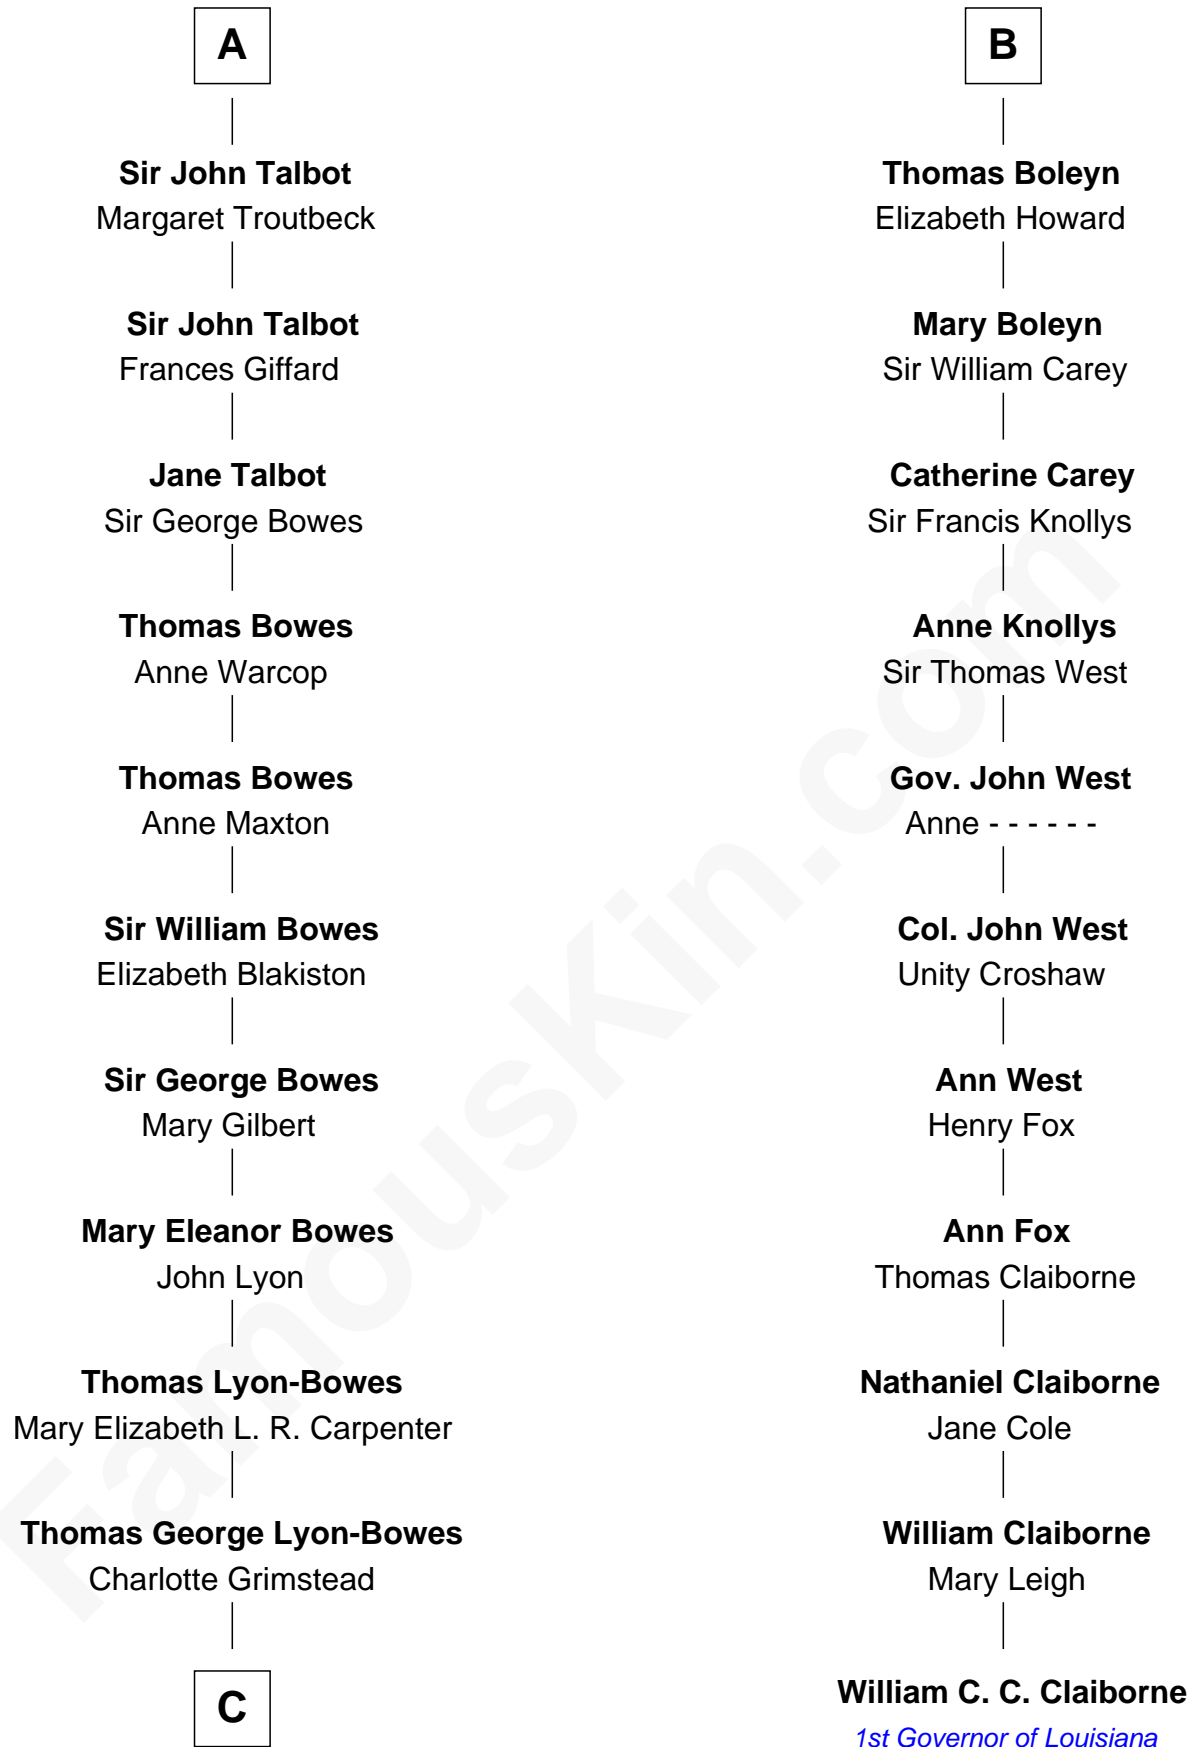 A
Sir John Talbot
Margaret Troutbeck
Sir John Talbot
Frances Giffard
Jane Talbot
Sir George Bowes
Thomas Bowes
Anne Warcop
Thomas Bowes
Anne Maxton
Sir William Bowes
Elizabeth Blakiston
Sir George Bowes
Mary Gilbert
Mary Eleanor Bowes
John Lyon
Thomas Lyon-Bowes
Mary Elizabeth L. R. Carpenter
Thomas George Lyon-Bowes
Charlotte Grimstead
C
B
Thomas Boleyn
Elizabeth Howard
Mary Boleyn
Sir William Carey
Catherine Carey
Sir Francis Knollys
Anne Knollys
Sir Thomas West
Gov. John West
Anne - - - - - -
Col. John West
Unity Croshaw
Ann West
Henry Fox
Ann Fox
Thomas Claiborne
Nathaniel Claiborne
Jane Cole
William Claiborne
Mary Leigh
William C. C. Claiborne
1st Governor of Louisiana
FamousKin.com